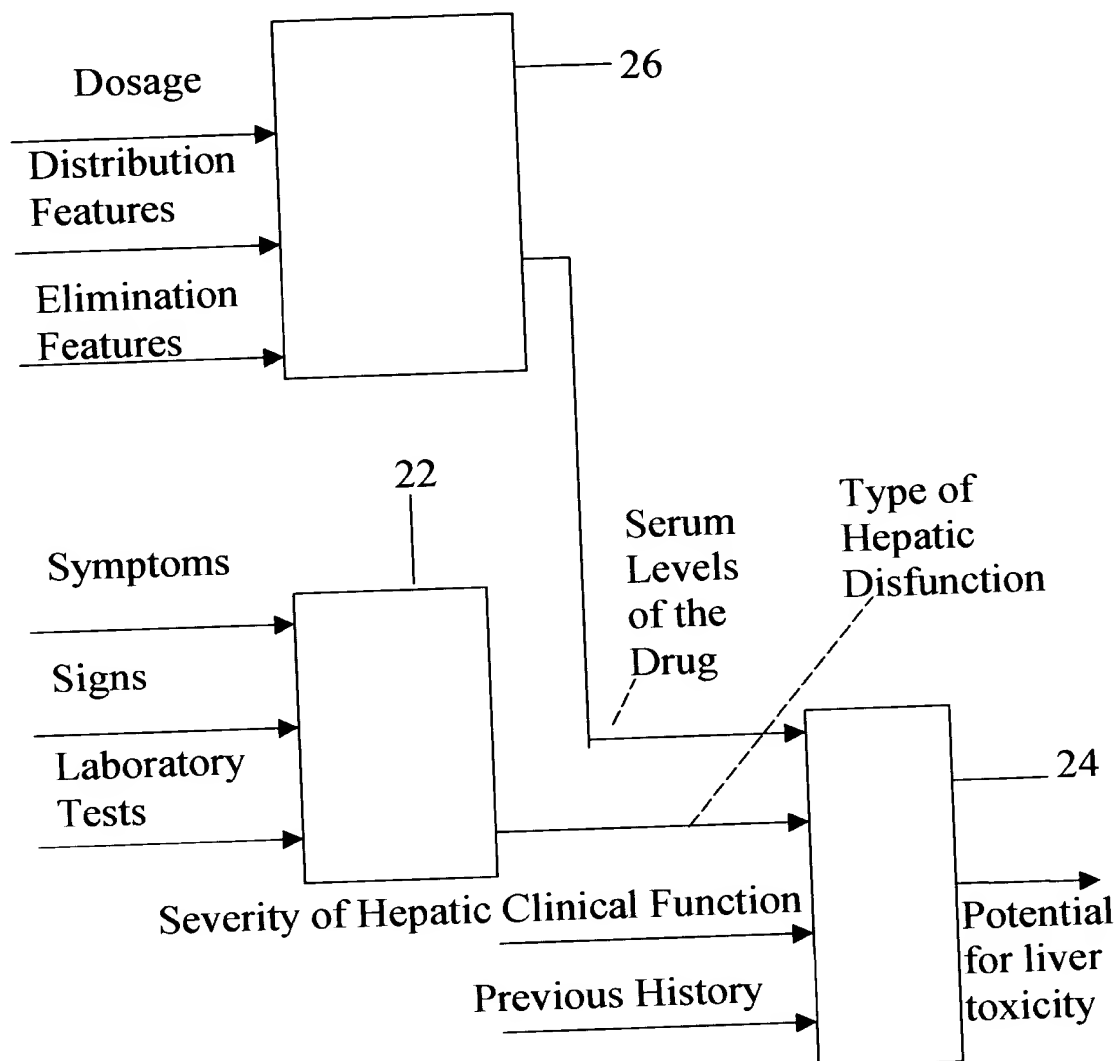 Dosage
26
Distribution
Features
Elimination
Features
22
Symptoms
Signs
Laboratory
Tests
Serum
Levels
of the
Drug
Type of
Hepatic
Disfunction
24
Severity of Hepatic Clinical Function
Previous History
Potential
for liver
toxicity